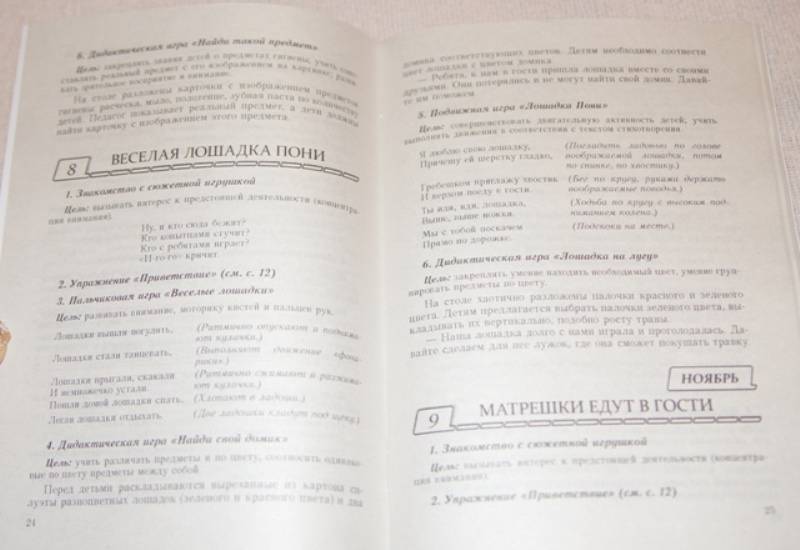 6. Дидактическая игра «Найди такой предмет»
Цель: закреплять знания детей о предметах гигиены, учить сопо-
ставлять реальный предмет с его изображением на картинке; разви-
вать зрительное восприятие и внимание.
На столе разложены карточки с изображением предметов
гигиены: расческа, мыло, полотенце, зубная паста по количеству
детей. Педагог показывает реальный предмет, а дети должны
найти карточку с изображением этого предмета.
8 ВЕСЕЛАЯ ЛОШАДКА ПОНИ
1. Знакомство с сюжетной игрушкой
Цель: вызывать интерес к предстоящей деятельности (концентра-
ция внимания).
Ну, и кто сюда бежит?
Кто копытцами стучит?
Кто с ребятами играет?
«И-го-го» кричит.
2. Упражнение «Приветствие» (см. с. 12)
3. Пальчиковая игра «Веселые лошадки»
Цель: развивать внимание, моторику кистей и пальцев рук.
Лошадки вышли погулять, (Ритмично опускают и поднима-
ют кулачки.)
Лошадки стали танцевать, (Выполняют движение «фона-
рики».)
Лошадки прыгали, скакали (Ритмично сжимают и разжима-
И немножечко устали. ют кулачки.)
Пошли домой лошадки спать, (Хлопают в ладоши.)
Легли лошадки отдыхать. (Две ладошки кладут под щеку.)
4. Дидактическая игра «Найди свой домик»
Цель: учить различать предметы и по цвету, соотносить одинако-
вые по цвету предметы между собой.
Перед детьми раскладываются вырезанные из картона си-
луэты разноцветных лошадок (зеленого и красного цвета) и два
24
домика соответствующих цветов. Детям необходимо соотнести
цвет лошадки с цветом домика.
— Ребята, к нам в гости пришла лошадка вместе со своими
друзьями. Они потерялись и не могут найти свой домик. Давай-
те им поможем.
5. Подвижная игра «Лошадка Пони»
Цель: совершенствовать двигательную активность детей, учить
выполнять движения в соответствии с текстом стихотворения.
Я люблю свою лошадку, (Погладить ладонью по голове
Причешу ей шерстку гладко, воображаемой лошадки, потом
по спинке, по хвостику.)
Гребешком приглажу хвостик (Бег по кругу, руками держать
И верхом поеду в гости. воображаемые поводья.)
Ты иди, иди, лошадка, (Ходьба по кругу с высоким под-
Выше, выше ножки. ниманием колена.)
Мы с тобой поскачем (Подскоки на месте.)
Прямо по дорожке.
6. Дидактическая игра «Лошадка на лугу»
Цель: закреплять умение находить необходимый цвет, умение груп-
пировать предметы по цвету.
На столе хаотично разложены палочки красного и зеленого
цвета. Детям предлагается выбрать палочки зеленого цвета, вы-
кладывать их вертикально, подобно росту травы.
— Наша лошадка долго с нами играла и проголодалась. Да-
вайте сделаем для нее лужок, где она сможет покушать травку.
НОЯБРЬ
9 МАТРЕШКИ ЕДУТ В ГОСТИ
1. Знакомство с сюжетной игрушкой
Цель: вызывать интерес к предстоящей деятельности (концентра-
ция внимания).
2. Упражнение «Приветствие» (см. с. 12)
25